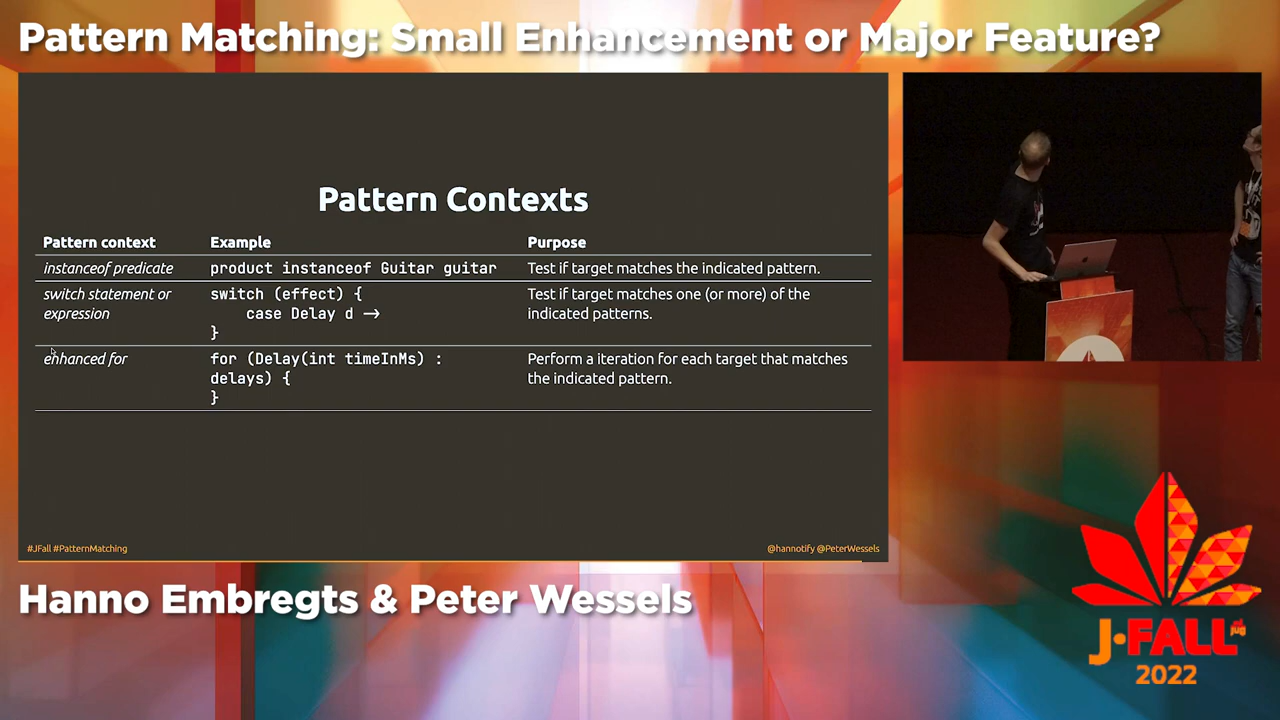 Pattern Matching: Small Enhancement or Major Feature?
Pattern Contexts
Pattern context Example Purpose
instanceof predicate product instanceof Guitar guitar Test if target matches the indicated pattern.
switch statement or switch (effect) { Test if target matches one (or more) of the
expression case Delay d → indicated patterns.
}
enhanced for for (Delay(int timeInMs) : Perform a iteration for each target that matches
delays) { the indicated pattern.
}
#JFall #PatternMatching @hannotify @PeterWessels
Hanno Embregts & Peter Wessels
J·FALL
nl jug
2022